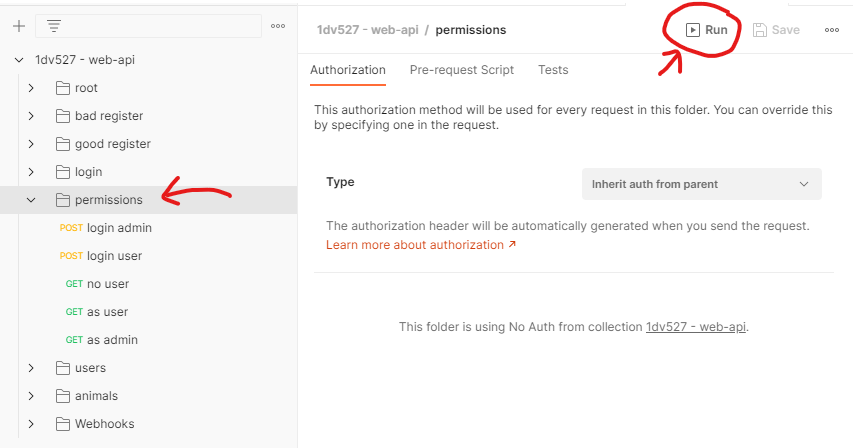 1dv527 - web-api / permissions
Run
Save
1dv527 - web-api
root
bad register
good register
login
permissions
POST login admin
POST login user
GET no user
GET as user
GET as admin
users
animals
Webhooks
Authorization
Pre-request Script
Tests
This authorization method will be used for every request in this folder. You can override this
by specifying one in the request.
Type
Inherit auth from parent
The authorization header will be automatically generated when you send the request.
Learn more about authorization ↗
This folder is using No Auth from collection 1dv527 - web-api.